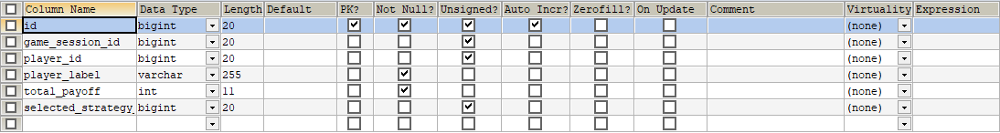 Column Name Data Type Length Default PK? Not Null? Unsigned? Auto Incr? Zerofill? On Update Comment Virtuality Expression
id bigint 20 (none)
game_session_id bigint 20 (none)
player_id bigint 20 (none)
player_label varchar 255 (none)
total_payoff int 11 (none)
selected_strategy_ bigint 20 (none)